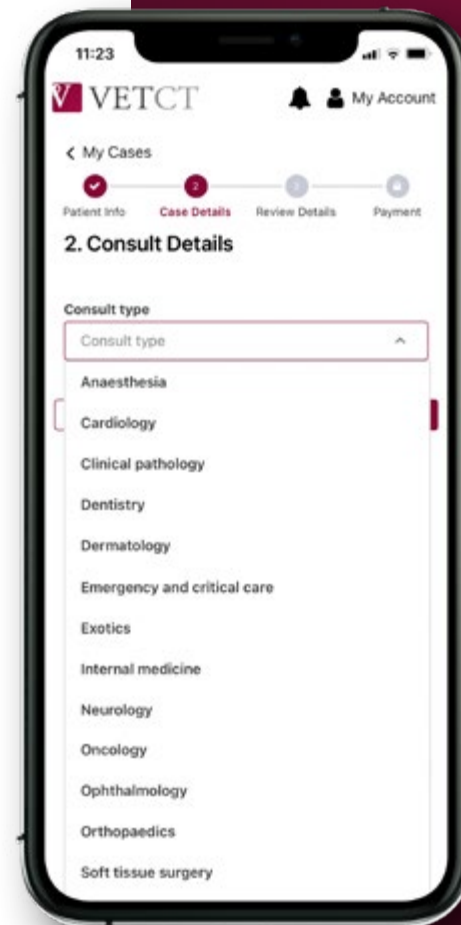 11:23
VETCT
My Account
< My Cases
2
Patient Info Case Details Review Details Payment
2. Consult Details
Consult type
Consult type
Anaesthesia
Cardiology
Clinical pathology
Dentistry
Dermatology
Emergency and critical care
Exotics
Internal medicine
Neurology
Oncology
Ophthalmology
Orthopaedics
Soft tissue surgery